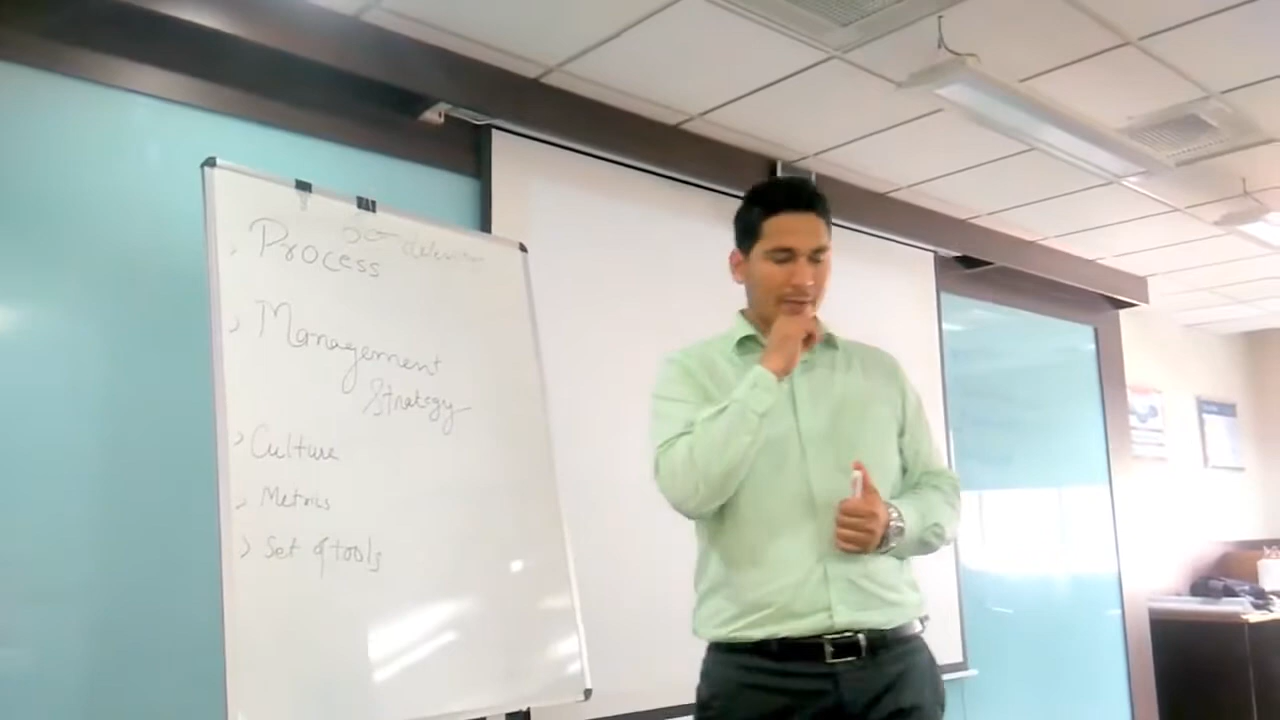 > Process
> Management
Strategy
> Culture
> Metrics
> Set of tools